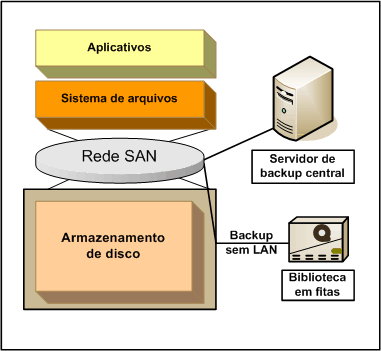 Aplicativos
Sistema de arquivos
Rede SAN
Servidor de
backup central
Armazenamento
de disco
Backup
sem LAN
Biblioteca
em fitas